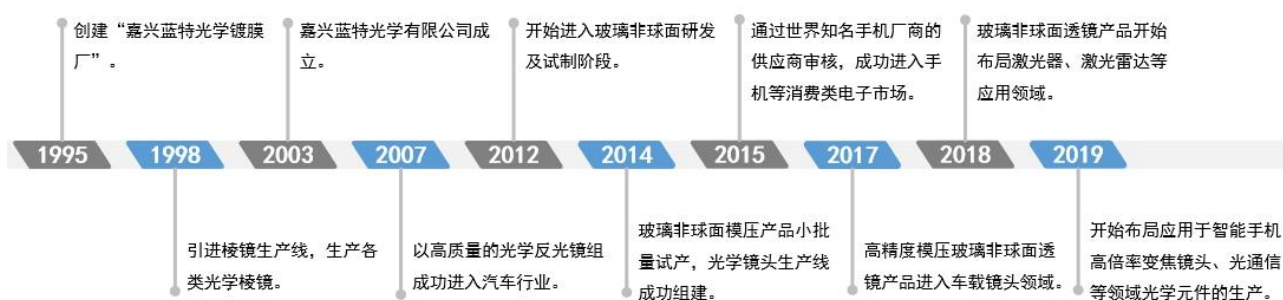 创建“嘉兴蓝特光学镀膜
厂”。
嘉兴蓝特光学有限公司成
立。
开始进入玻璃非球面研发
及试制阶段。
通过世界知名手机厂商的
供应商审核，成功进入手
机等消费类电子市场。
玻璃非球面透镜产品开始
布局激光器、激光雷达等
应用领域。
1995
1998
2003
2007
2012
2014
2015
2017
2018
2019
引进棱镜生产线，生产各
类光学棱镜。
以高质量的光学反光镜组
成功进入汽车行业。
玻璃非球面模压产品小批
量试产，光学镜头生产线
成功组建。
高精度模压玻璃非球面透
镜产品进入车载镜头领域。
开始布局应用于智能手机
高倍率变焦镜头、光通信
等领域光学元件的生产。